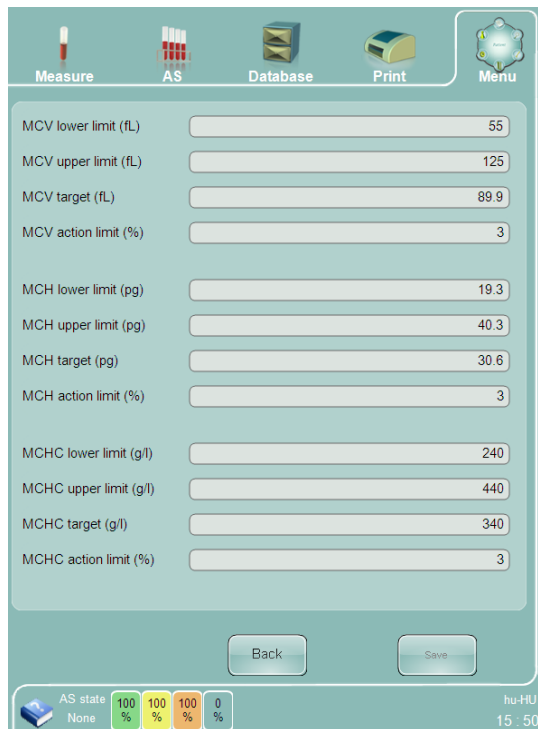 Measure AS Database Print Menu
MCV lower limit (fL) 55
MCV upper limit (fL) 125
MCV target (fL) 89.9
MCV action limit (%) 3
MCH lower limit (pg) 19.3
MCH upper limit (pg) 40.3
MCH target (pg) 30.6
MCH action limit (%) 3
MCHC lower limit (g/l) 240
MCHC upper limit (g/l) 440
MCHC target (g/l) 340
MCHC action limit (%) 3
Back Save
AS state 100 100 100 0 hu-HU
None % % % % 15 : 50